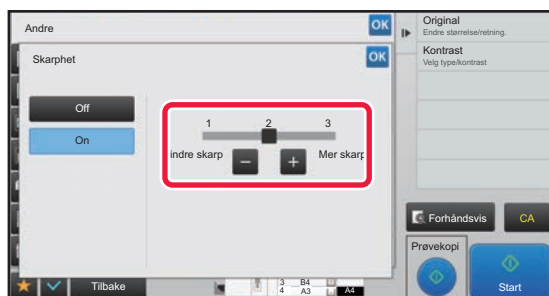 Andre
OK
Skarphet
OK
Off
On
1 2 3
indre skarp
Mer skarp
Original
Endre størrelse/retning.
Kontrast
Velg type/kontrast
Forhåndsvis
CA
Prøvekopi
Start
Tilbake
3 B4
4 A3
A4